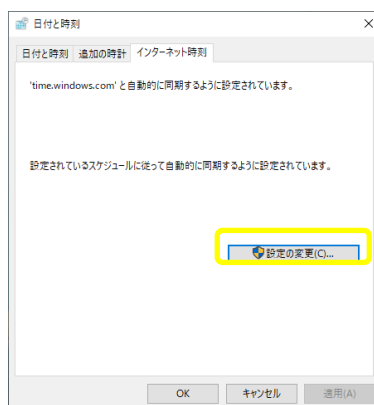 日付と時刻
日付と時刻 追加の時計 インターネット時刻
'time.windows.com' と自動的に同期するように設定されています。
設定されているスケジュールに従って自動的に同期するように設定されています。
設定の変更(C)...
OK キャンセル 適用(A)